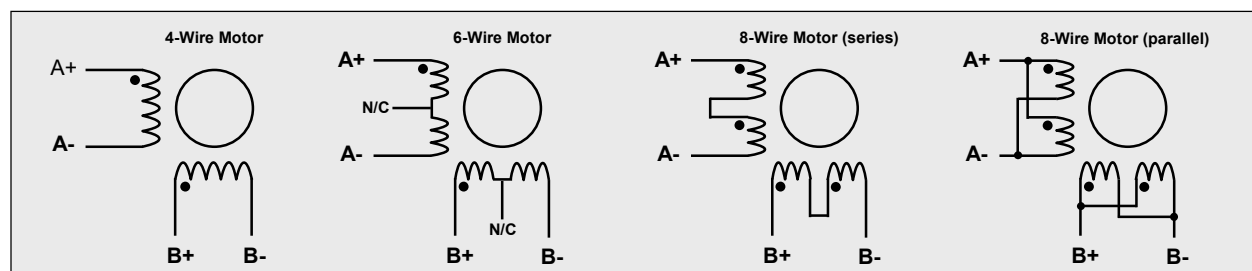 4-Wire Motor
A+
A-
B+ B-
6-Wire Motor
A+
N/C
A-
N/C
B+ B-
8-Wire Motor (series)
A+
A-
B+ B-
8-Wire Motor (parallel)
A+
A-
B+ B-